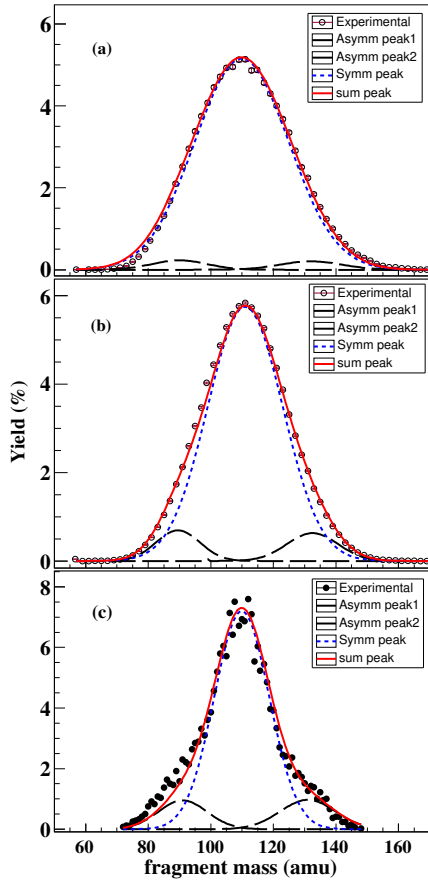 (a)
Experimental
Asymm peak1
Asymm peak2
Symm peak
sum peak
6
4
2
0
(b)
Experimental
Asymm peak1
Asymm peak2
Symm peak
sum peak
6
4
2
0
Yield (%)
(c)
Experimental
Asymm peak1
Asymm peak2
Symm peak
sum peak
8
6
4
2
0
60 80 100 120 140 160
fragment mass (amu)